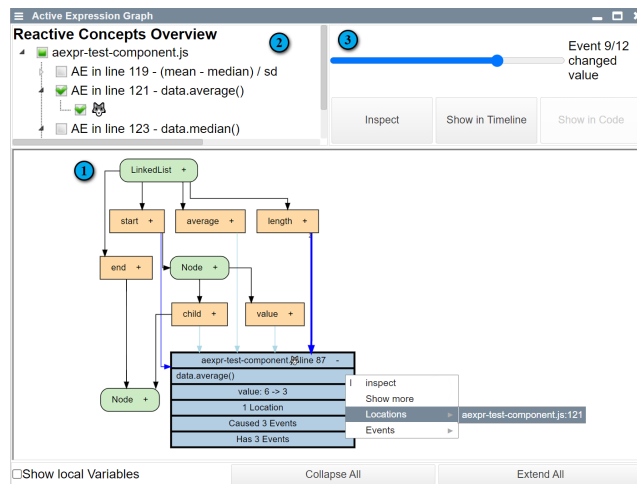 Active Expression Graph
Reactive Concepts Overview
aexpr-test-component.js
AE in line 119 - (mean - median) / sd
AE in line 121 - data.average()
AE in line 123 - data.median()
2
3
Event 9/12
changed
value
Inspect
Show in Timeline
Show in Code
1
LinkedList +
start +
average +
length +
end +
Node +
child +
value +
line 87 -
data.average()
value: 6 -> 3
1 Location
Caused 3 Events
Has 3 Events
Node +
inspect
Show more
Locations
aexpr-test-component.js:121
Events
Show local Variables
Collapse All
Extend All